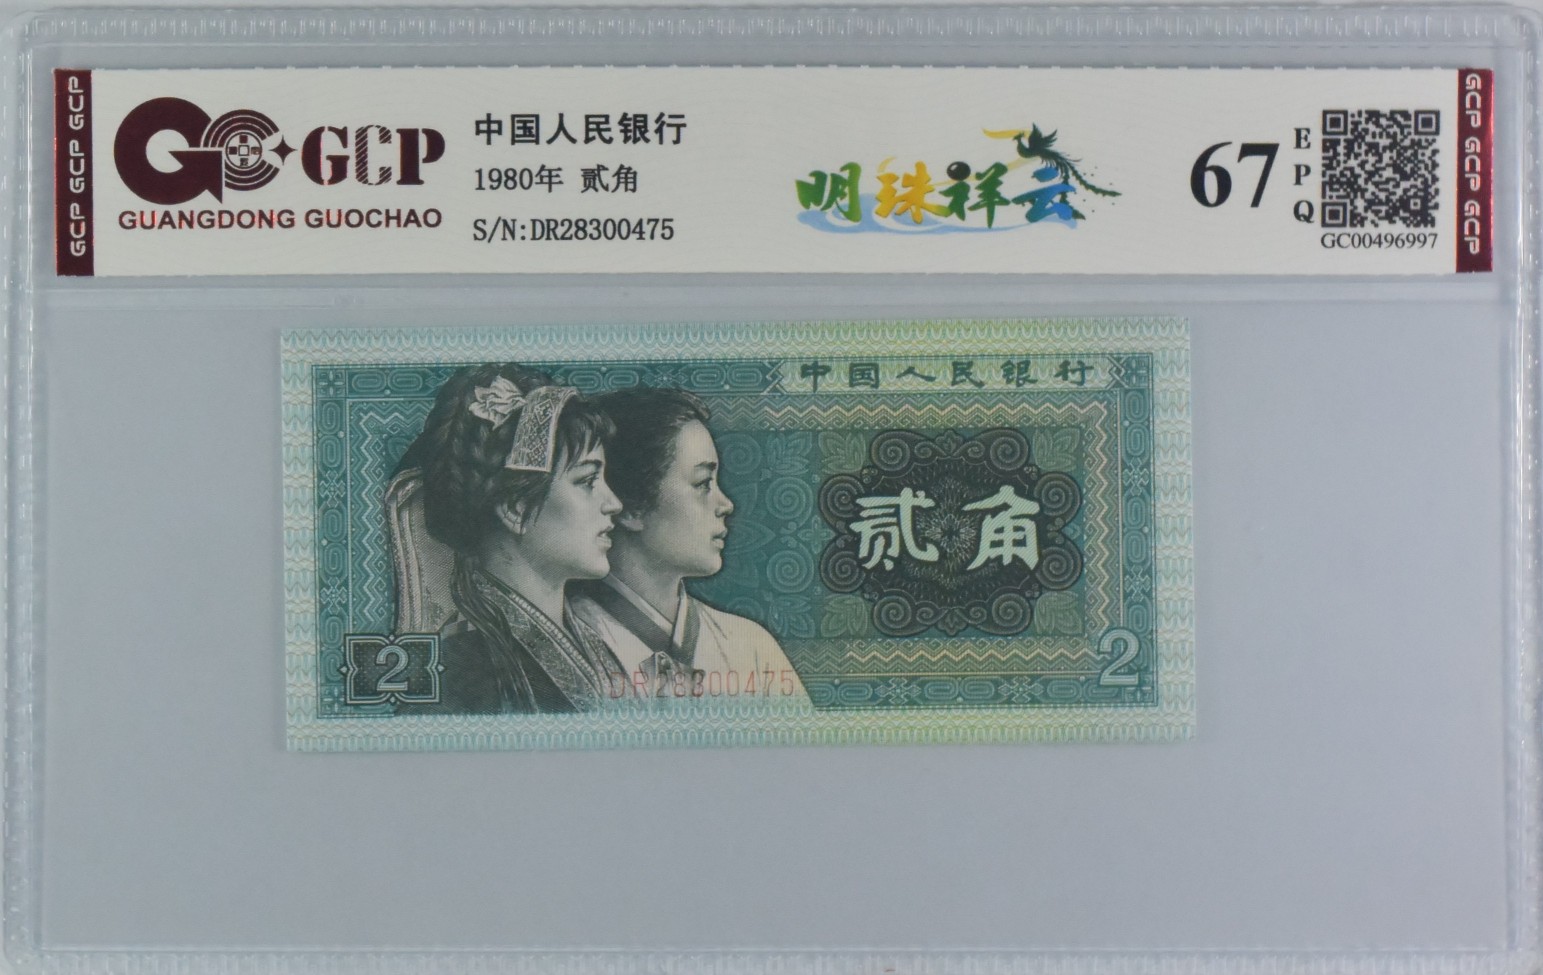 GCP GCP GCP
GCP
GUANGDONG GUOCHAO
中国人民银行
1980年 贰角
S/N:DR28300475
明珠祥云
67
EPQ
GC00496997
GCP GCP GCP
中国人民银行
贰角
2
2
DR28300475